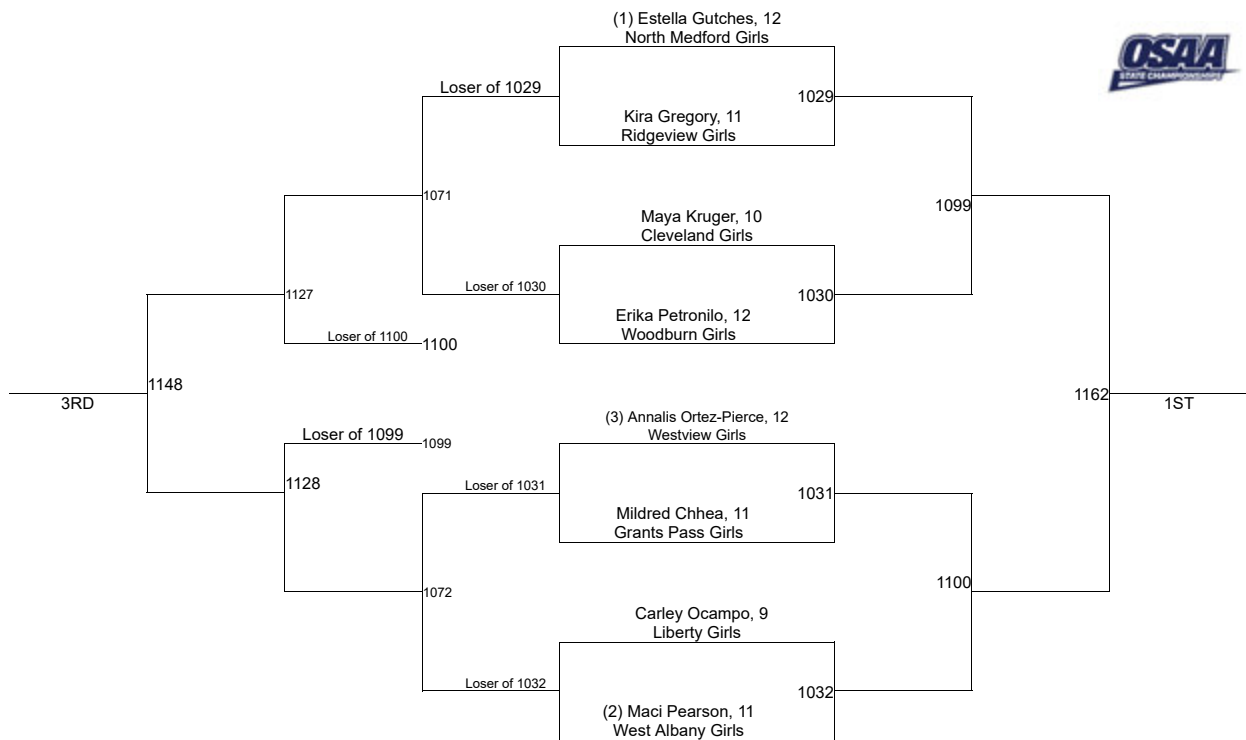 (1) Estella Gutches, 12
North Medford Girls
OSAA
STATE CHAMPIONSHIPS
Loser of 1029
1029
Kira Gregory, 11
Ridgeview Girls
1071
1099
Maya Kruger, 10
Cleveland Girls
Loser of 1030
1030
1127
Erika Petronilo, 12
Woodburn Girls
Loser of 1100
1100
1148
3RD
1162
1ST
(3) Annalis Ortez-Pierce, 12
Westview Girls
Loser of 1099
1099
1128
Loser of 1031
1031
Mildred Chhea, 11
Grants Pass Girls
1072
1100
Carley Ocampo, 9
Liberty Girls
Loser of 1032
1032
(2) Maci Pearson, 11
West Albany Girls